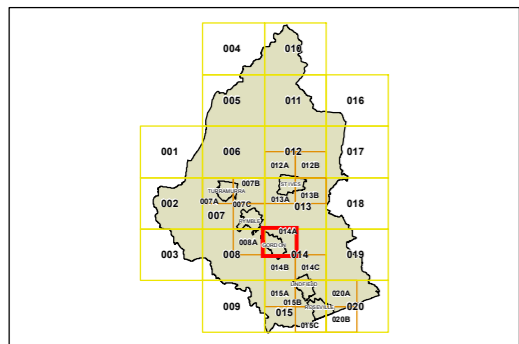 004 010
005 011 016
001 006 012 017
012A 012B
007B ST.IVES
TURRAMURRA
002 007A 007C 013A 013B 018
007 013
PYMBLE
014A
008A GORDON
003 008 014 019
014B 014C
LINDFIELD
015A 020A
009 015B ROSEVILLE 020
015 020B
015C